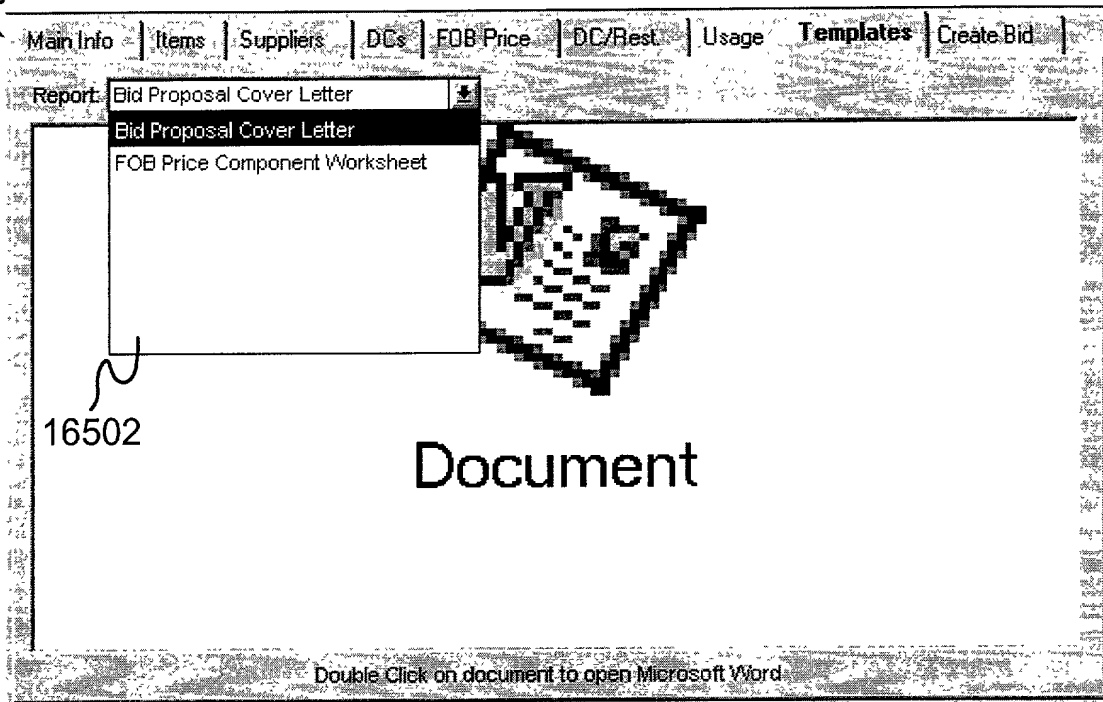 Main Info Items Suppliers DCs FOB Price DC/Rest. Usage Templates Create Bid
Report: Bid Proposal Cover Letter
Bid Proposal Cover Letter
FOB Price Component Worksheet
16502
Document
Double Click on document to open Microsoft Word